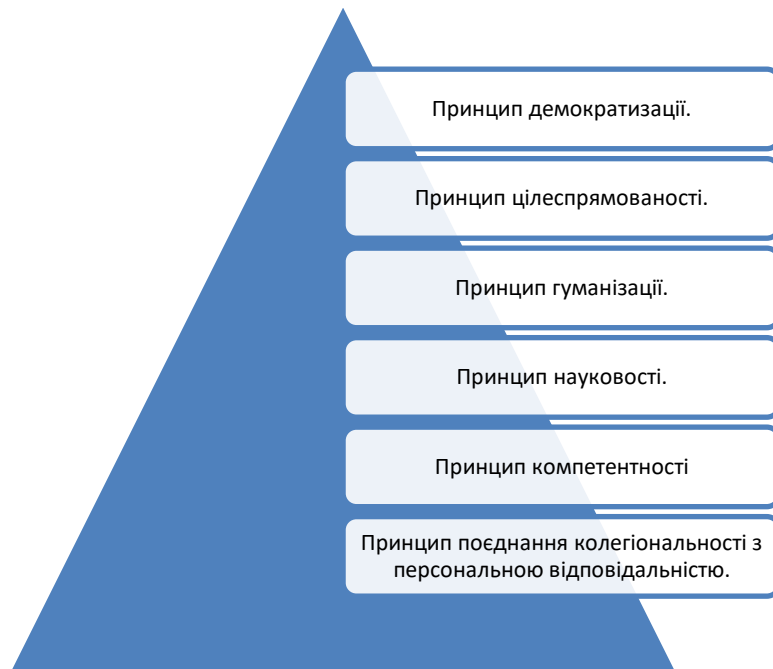 Принцип демократизації.
Принцип цілеспрямованості.
Принцип гуманізації.
Принцип науковості.
Принцип компетентності
Принцип поєднання колегіональності з
персональною відповідальністю.